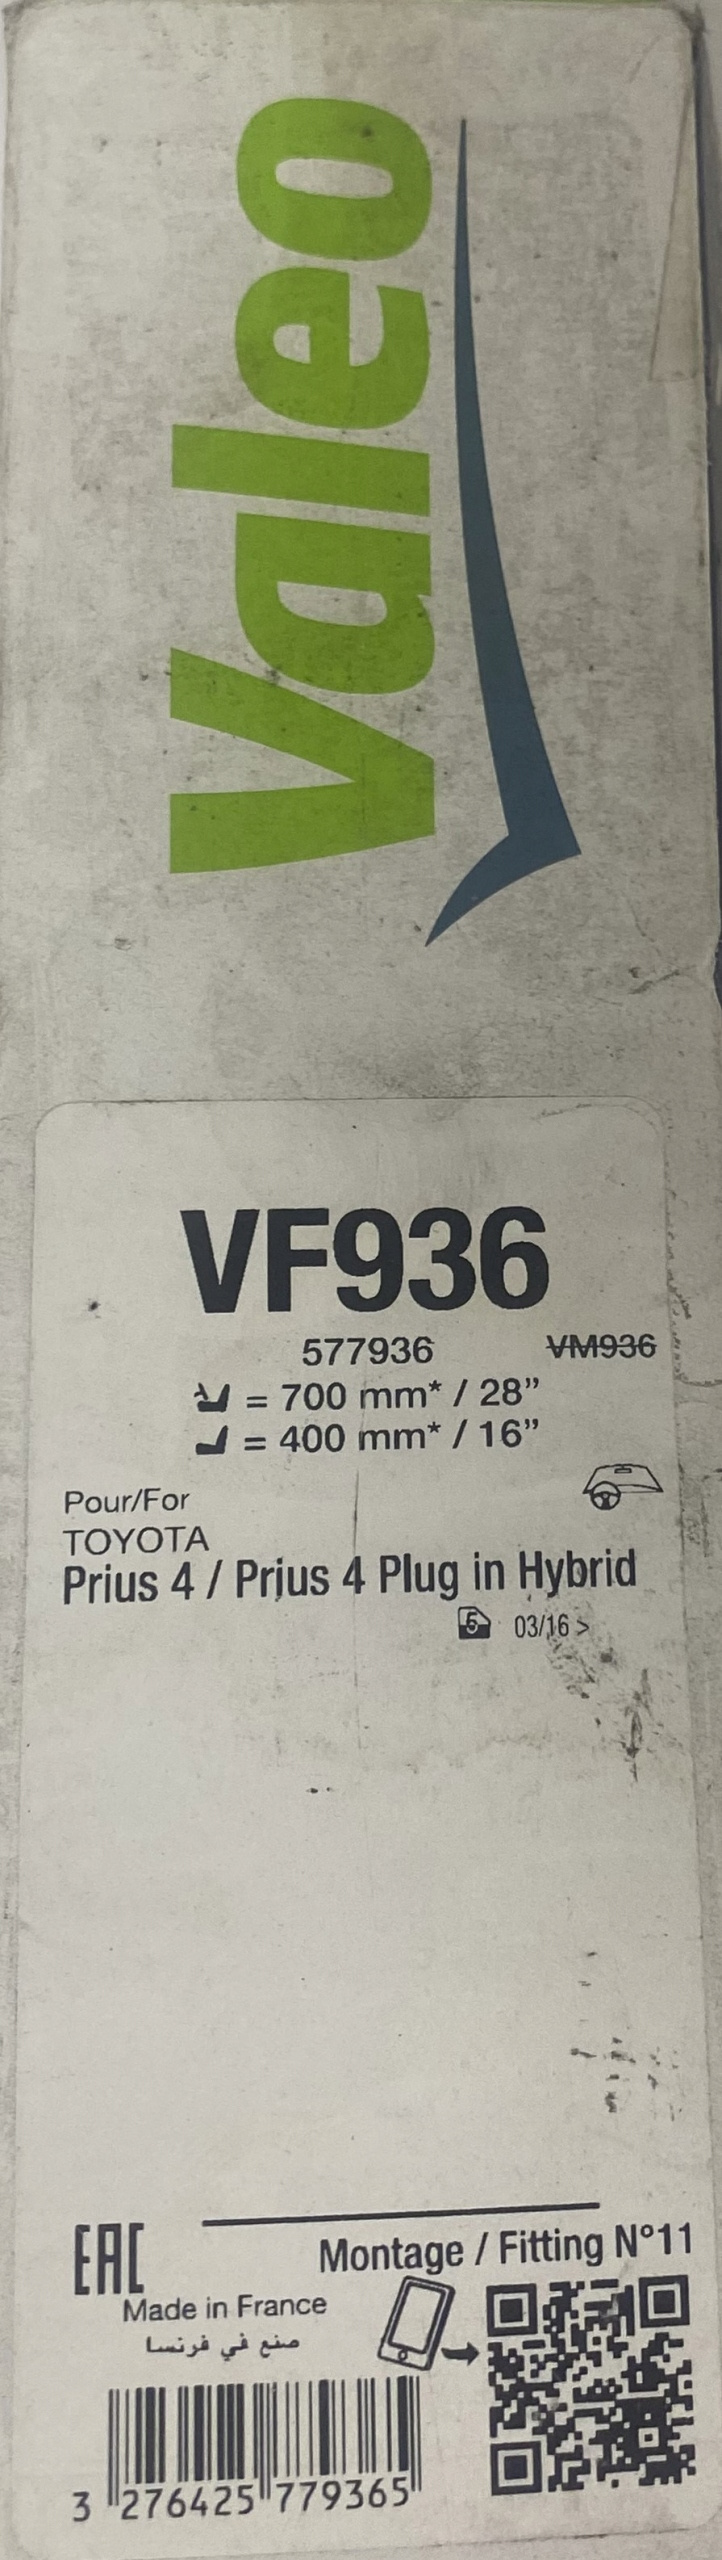 Valeo
VF936
577936 VM936
= 700 mm* / 28”
= 400 mm* / 16”
Pour/For
TOYOTA
Prius 4 / Prius 4 Plug in Hybrid
5 03/16 >
EAC
Montage / Fitting N°11
Made in France
صنع في فرنسا
3 276425 779365